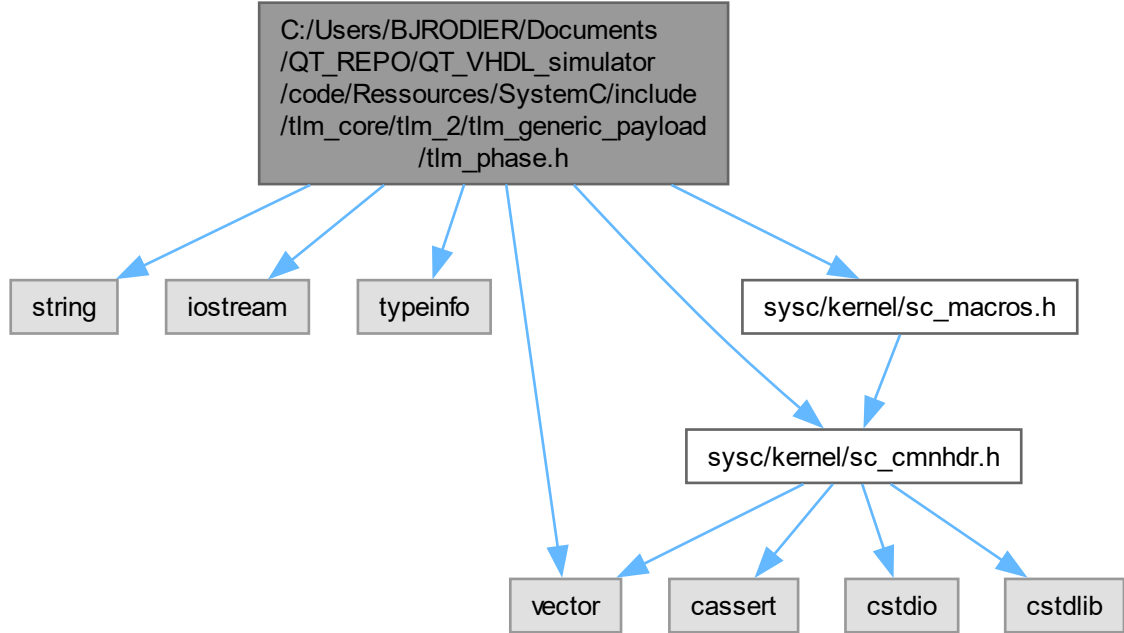 C:/Users/BJRODIER/Documents
/QT_REPO/QT_VHDL_simulator
/code/Ressources/SystemC/include
/tlm_core/tlm_2/tlm_generic_payload
/tlm_phase.h
string
iostream
typeinfo
sysc/kernel/sc_macros.h
sysc/kernel/sc_cmnhdr.h
vector
cassert
cstdio
cstdlib